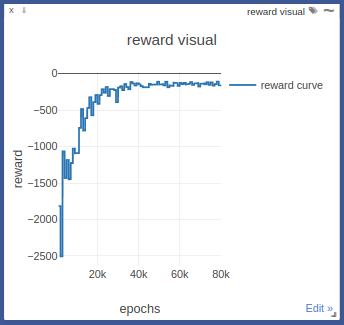 x ↓ reward visual
reward visual
0
−500
−1000
−1500
−2000
−2500
reward
20k 40k 60k 80k
epochs
reward curve
Edit »